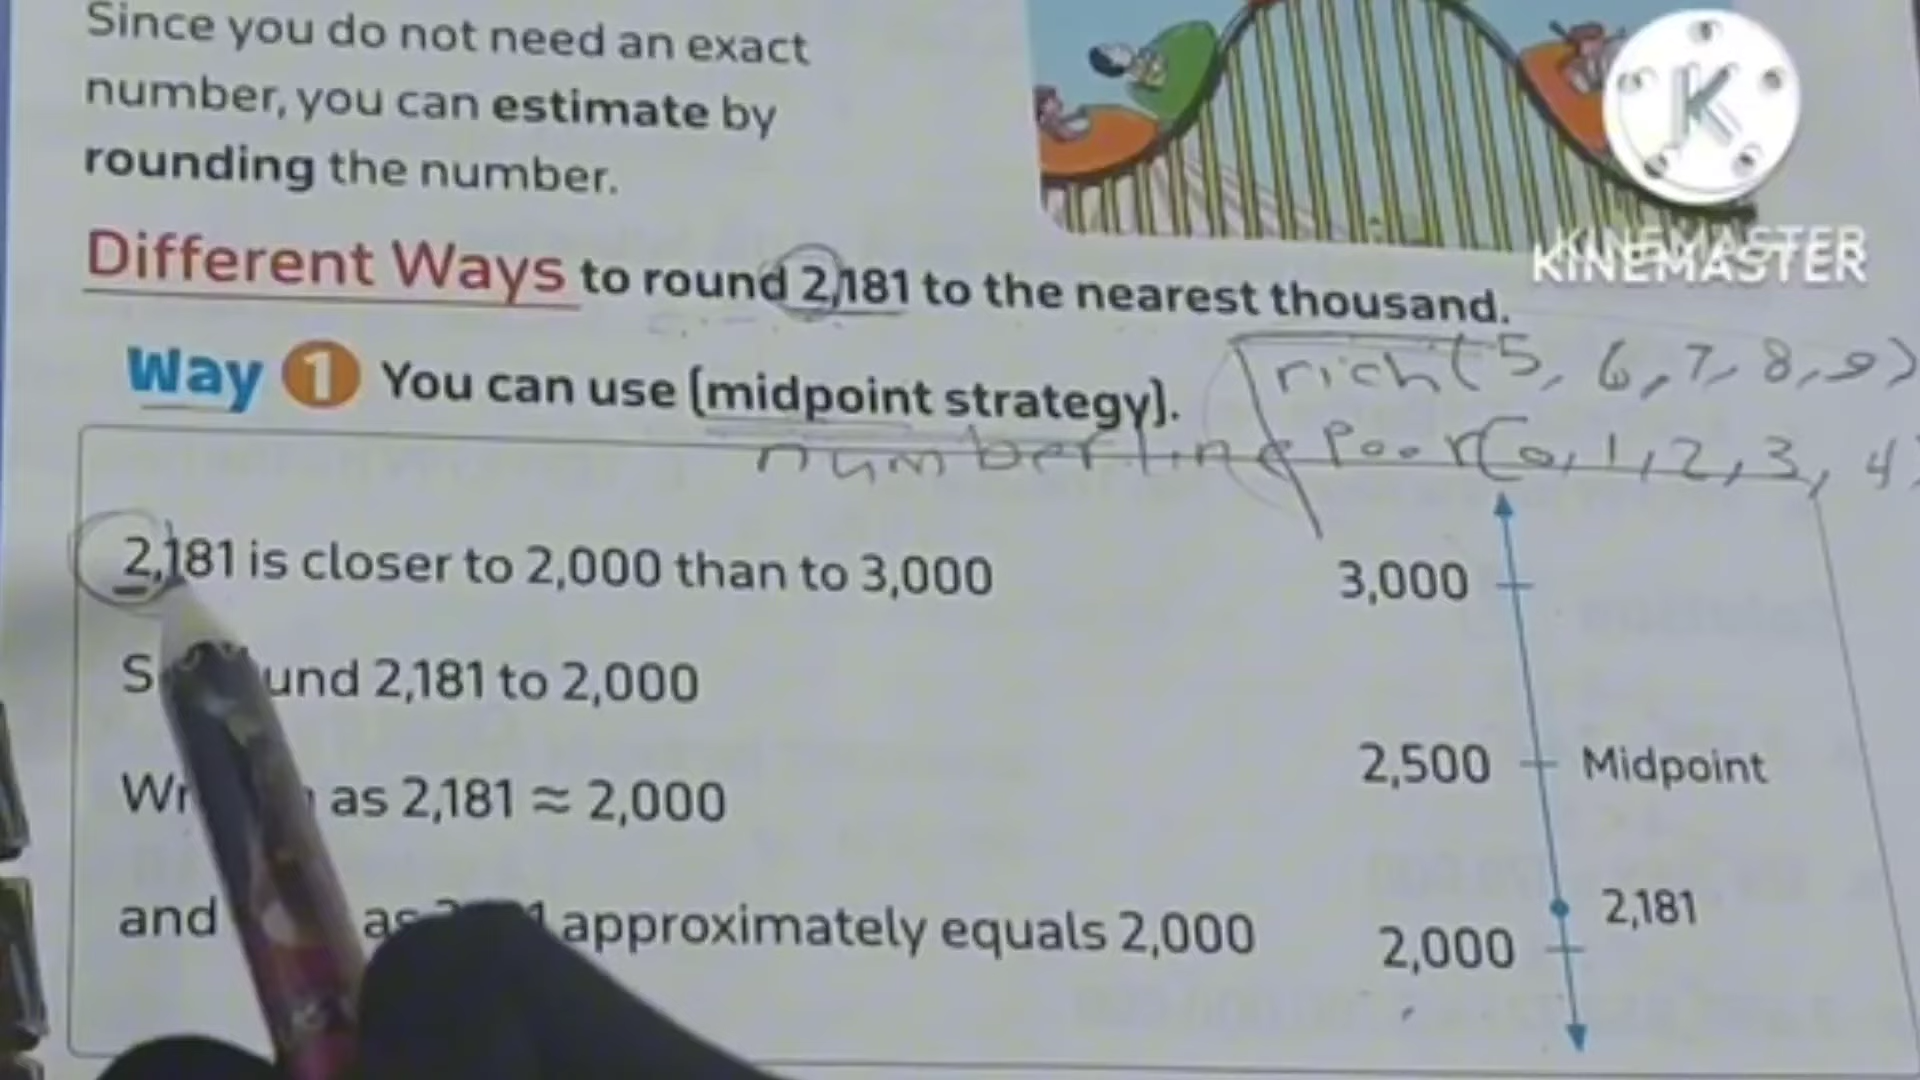 Since you do not need an exact
number, you can estimate by
rounding the number.
K
KINEMASTER
KINEMASTER
Different Ways to round 2,181 to the nearest thousand.
Way 1 You can use (midpoint strategy).
rich (5, 6, 7, 8, 9)
number line
Poor (0, 1, 2, 3, 4)
2,181 is closer to 2,000 than to 3,000
und 2,181 to 2,000
as 2,181 ≈ 2,000
and as approximately equals 2,000
3,000
2,500 Midpoint
2,181
2,000